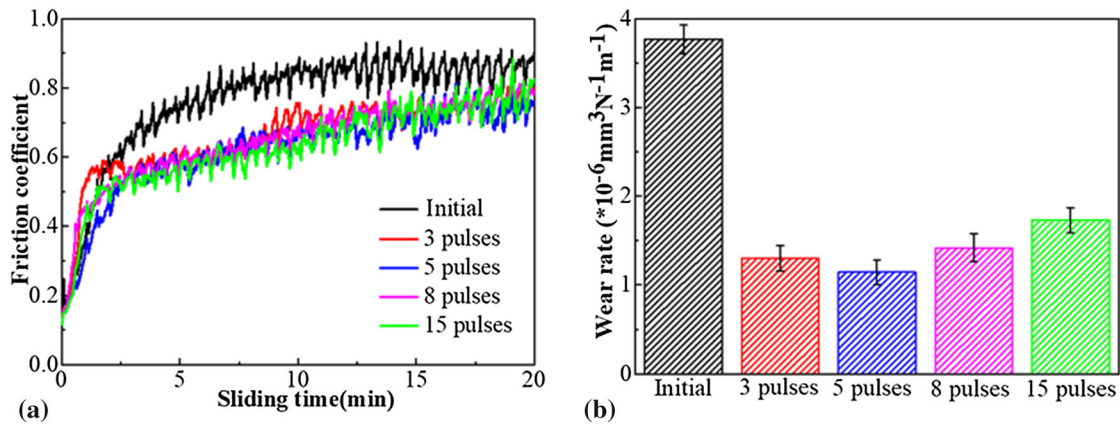 1.0
0.8
0.6
0.4
0.2
0.0
Friction coefficient
Initial
3 pulses
5 pulses
8 pulses
15 pulses
0 5 10 15 20
Sliding time(min)
(a)
4
3
2
1
0
Wear rate (*10-6mm3N-1m-1)
Initial 3 pulses 5 pulses 8 pulses 15 pulses
(b)